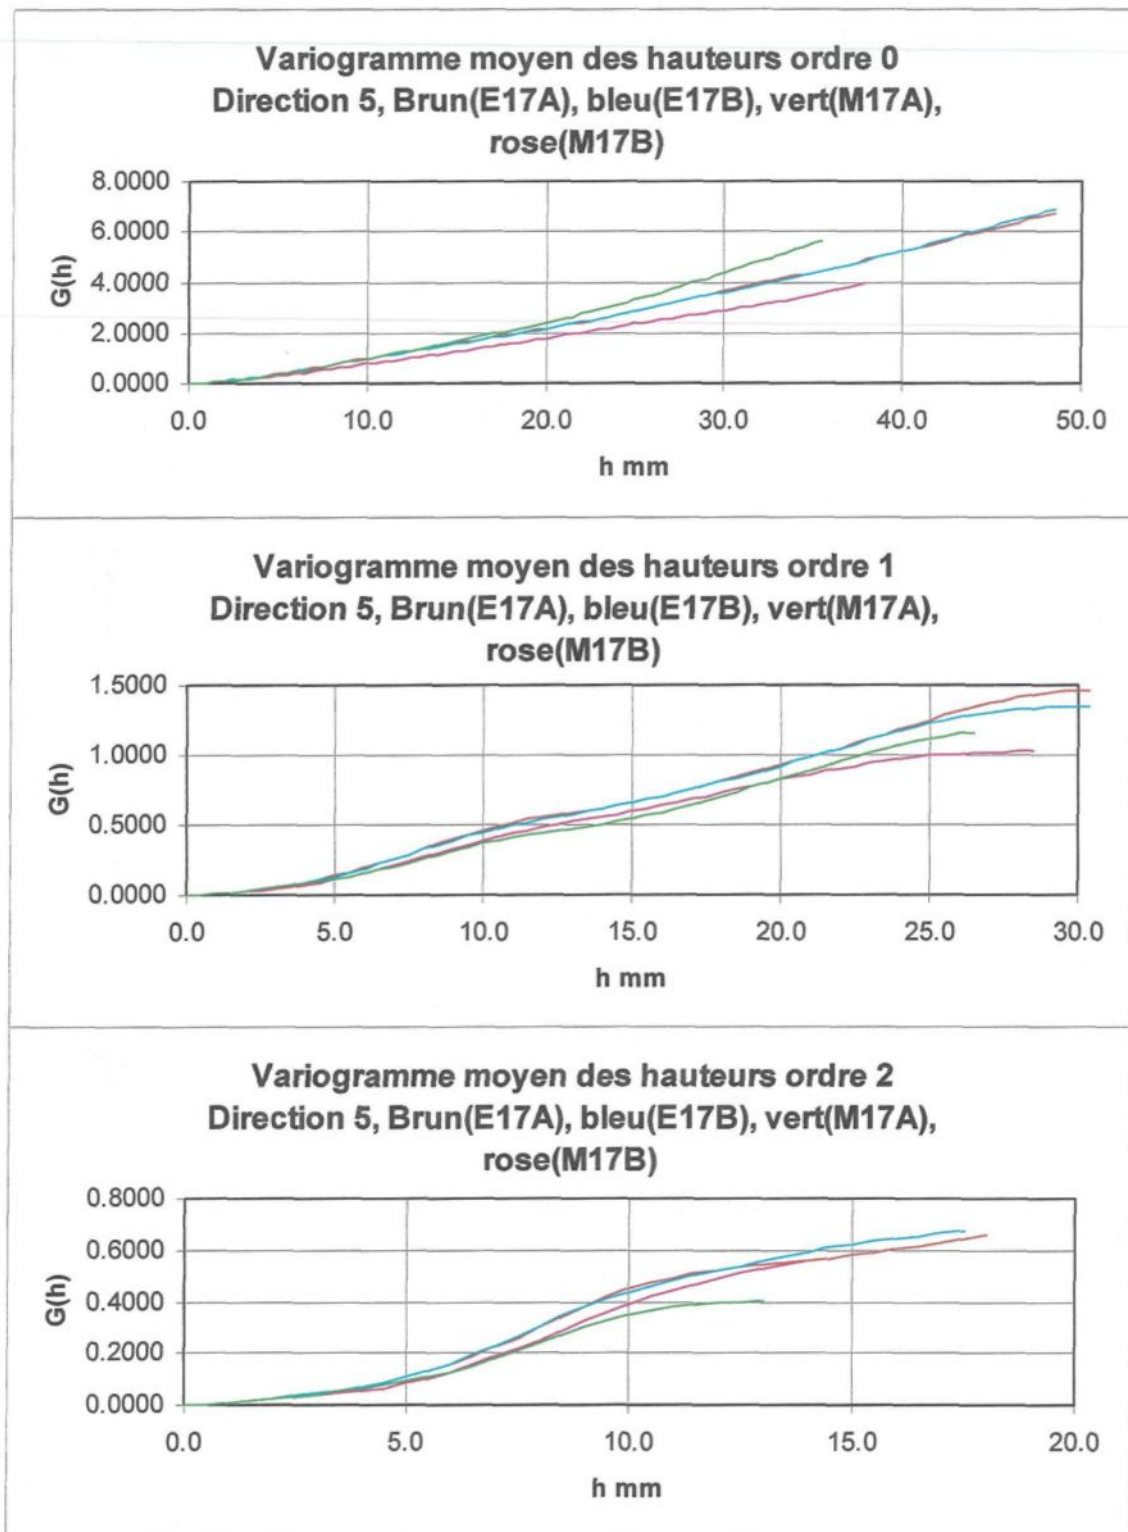 Variogramme moyen des hauteurs ordre 0
Direction 5, Brun(E17A), bleu(E17B), vert(M17A),
rose(M17B)
8.0000
6.0000
4.0000
2.0000
0.0000
G(h)
0.0 10.0 20.0 30.0 40.0 50.0
h mm
Variogramme moyen des hauteurs ordre 1
Direction 5, Brun(E17A), bleu(E17B), vert(M17A),
rose(M17B)
1.5000
1.0000
0.5000
0.0000
G(h)
0.0 5.0 10.0 15.0 20.0 25.0 30.0
h mm
Variogramme moyen des hauteurs ordre 2
Direction 5, Brun(E17A), bleu(E17B), vert(M17A),
rose(M17B)
0.8000
0.6000
0.4000
0.2000
0.0000
G(h)
0.0 5.0 10.0 15.0 20.0
h mm